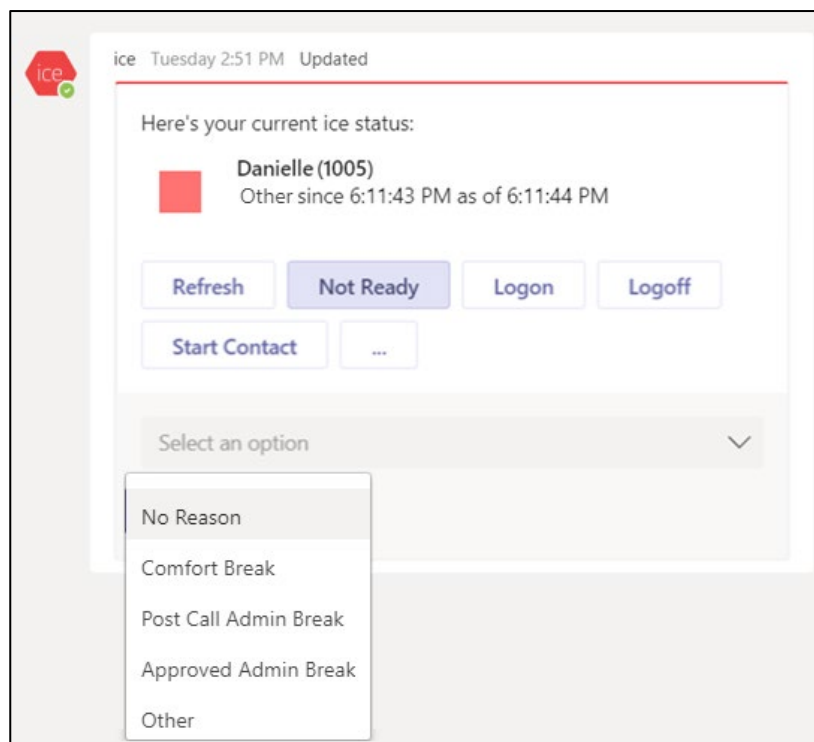 ice
ice Tuesday 2:51 PM Updated
Here's your current ice status:
Danielle (1005)
Other since 6:11:43 PM as of 6:11:44 PM
Refresh Not Ready Logon Logoff
Start Contact ...
Select an option
No Reason
Comfort Break
Post Call Admin Break
Approved Admin Break
Other